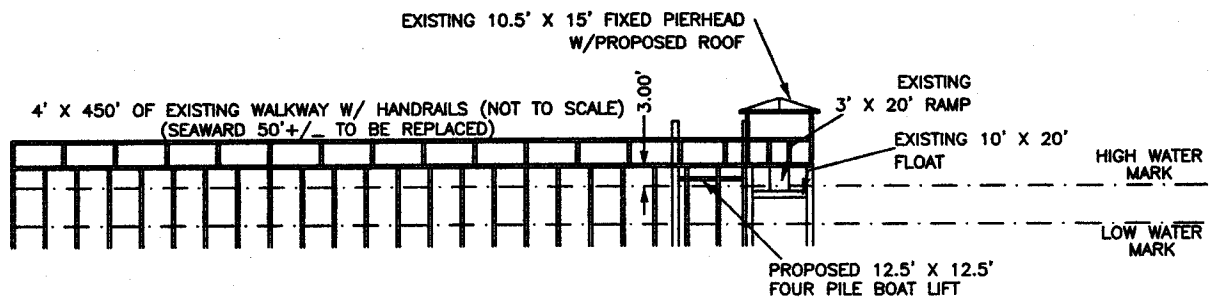 EXISTING 10.5' X 15' FIXED PIERHEAD
W/PROPOSED ROOF
4' X 450' OF EXISTING WALKWAY W/ HANDRAILS (NOT TO SCALE)
(SEAWARD 50'+/_ TO BE REPLACED)
3.00'
EXISTING
3' X 20' RAMP
EXISTING 10' X 20'
FLOAT
HIGH WATER
MARK
LOW WATER
MARK
PROPOSED 12.5' X 12.5'
FOUR PILE BOAT LIFT